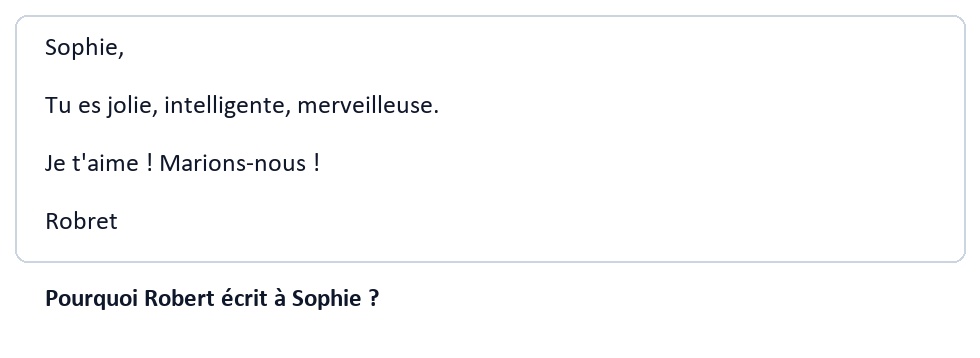 Sophie,
Tu es jolie, intelligente, merveilleuse.
Je t'aime ! Marions-nous !
Robret
Pourquoi Robert écrit à Sophie ?